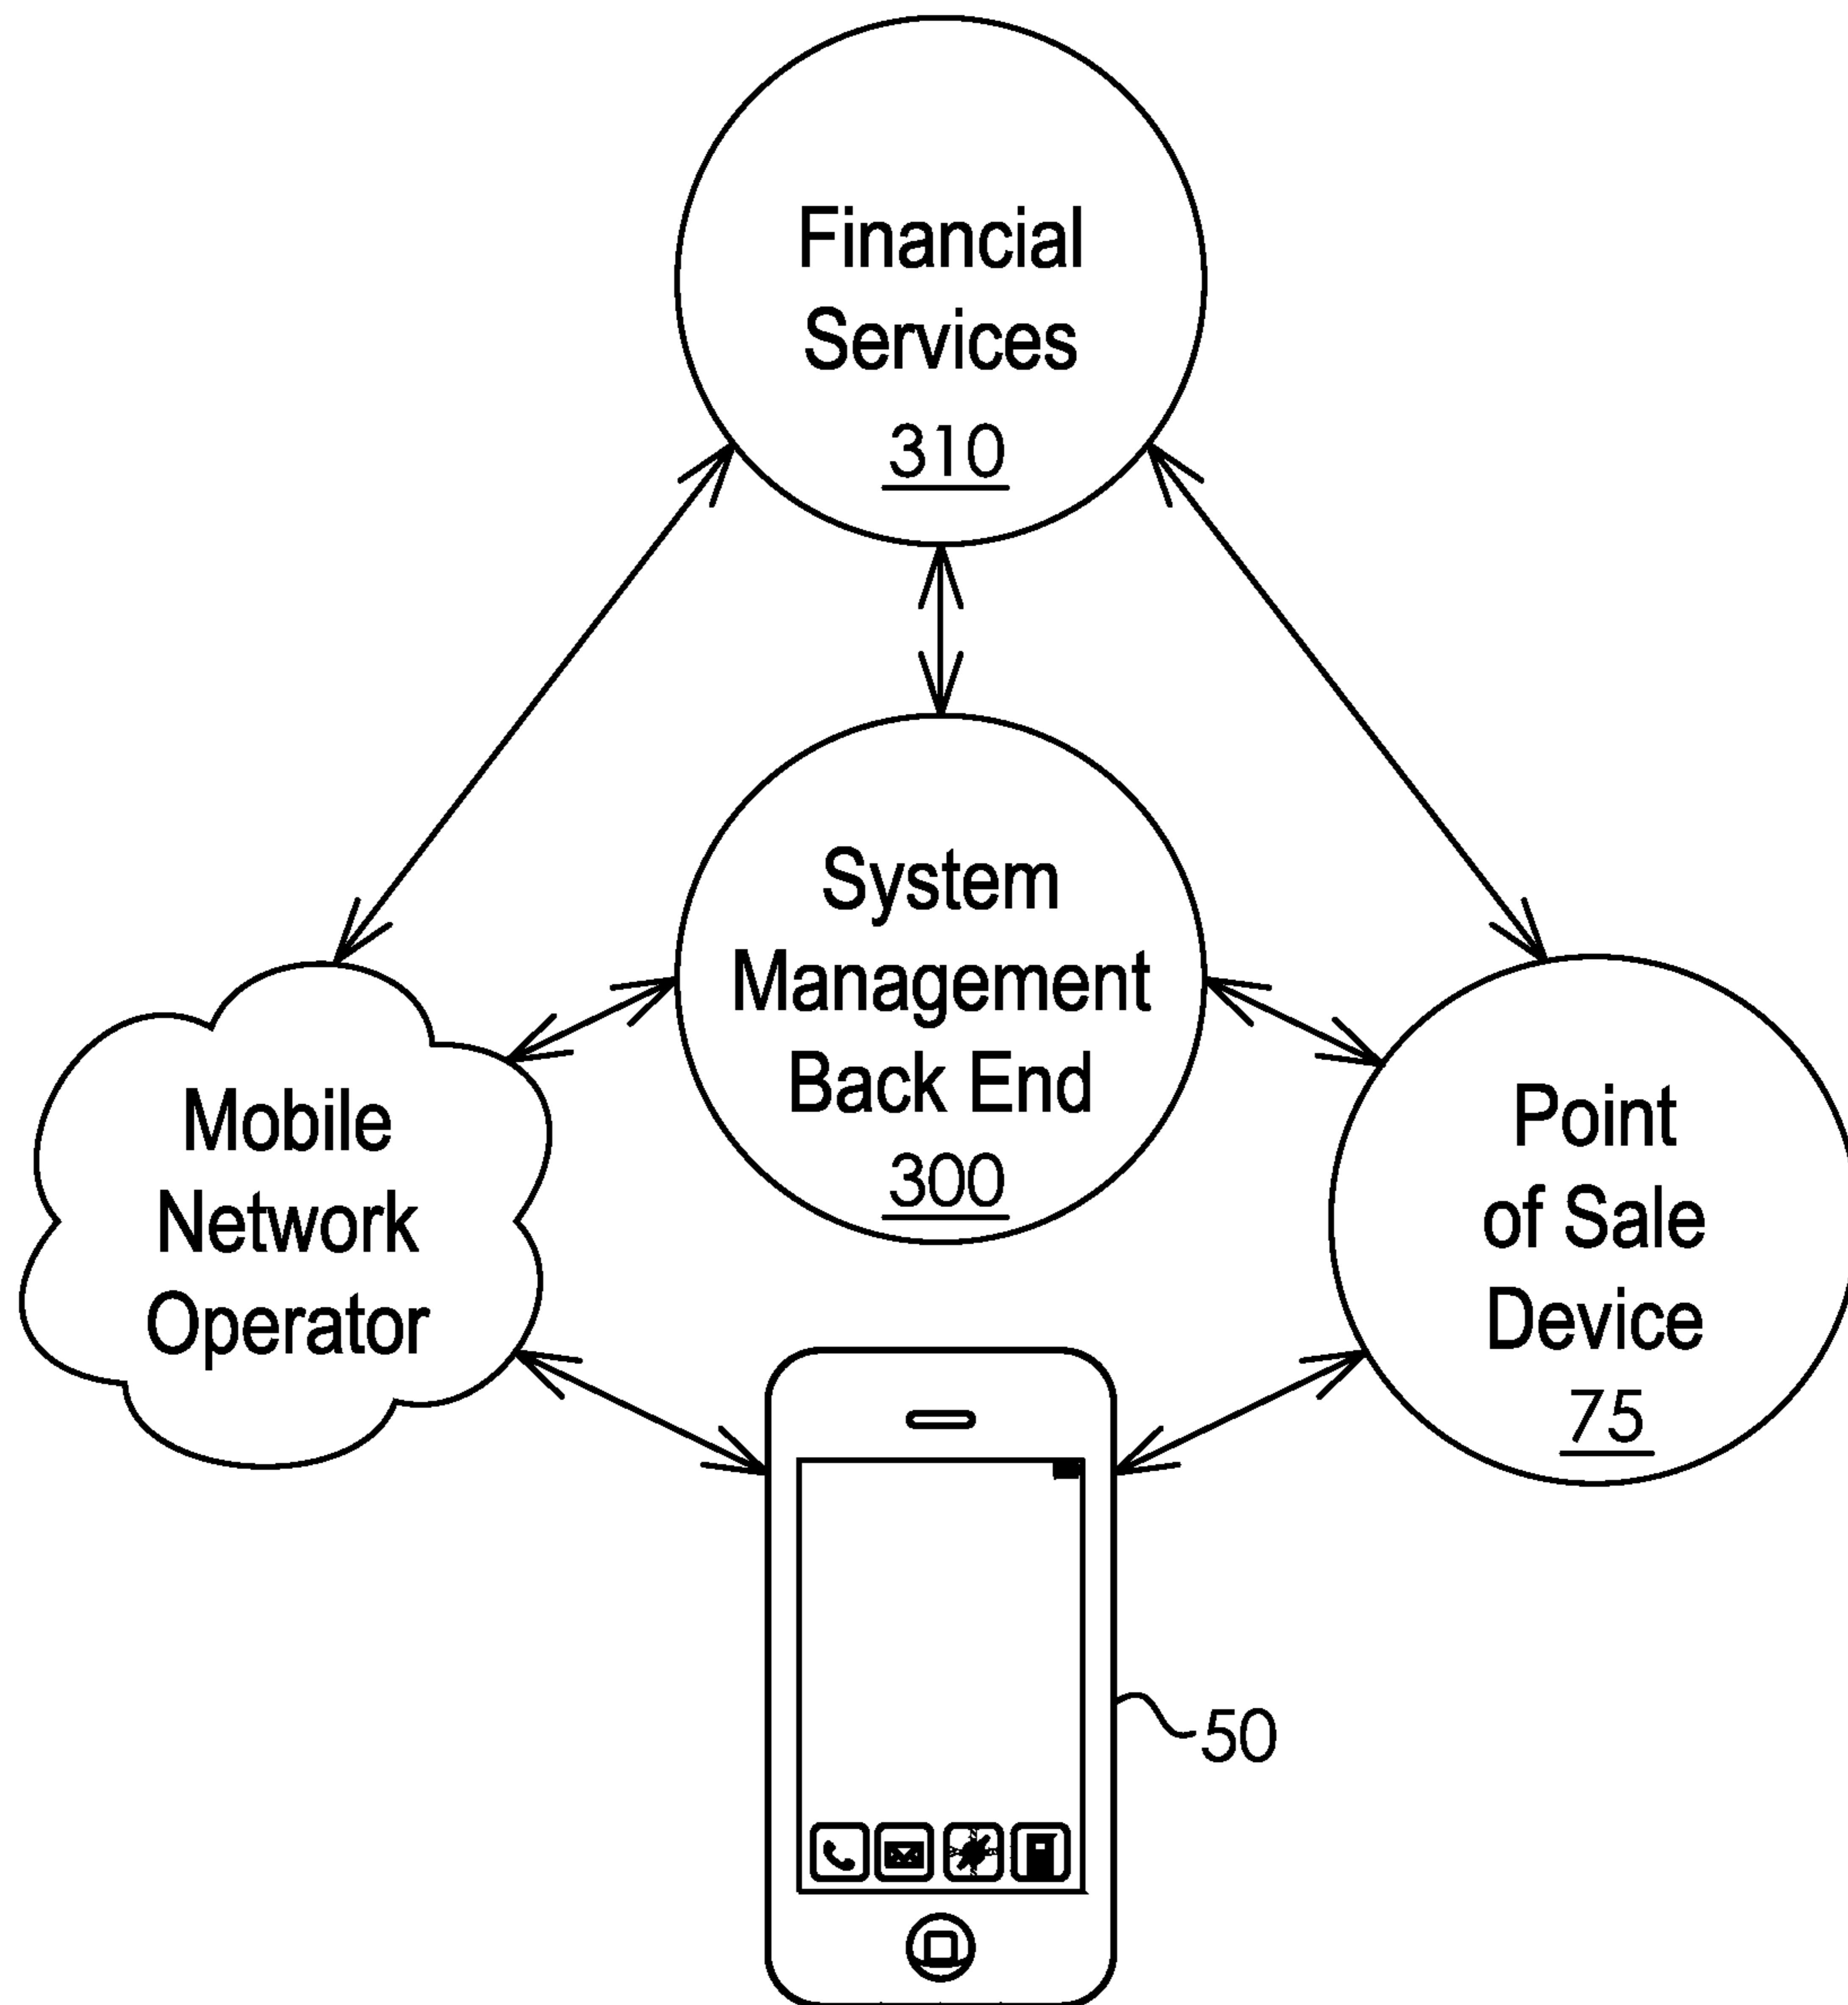 Financial
Services
310
System
Management
Back End
300
Mobile
Network
Operator
Point
of Sale
Device
75
50